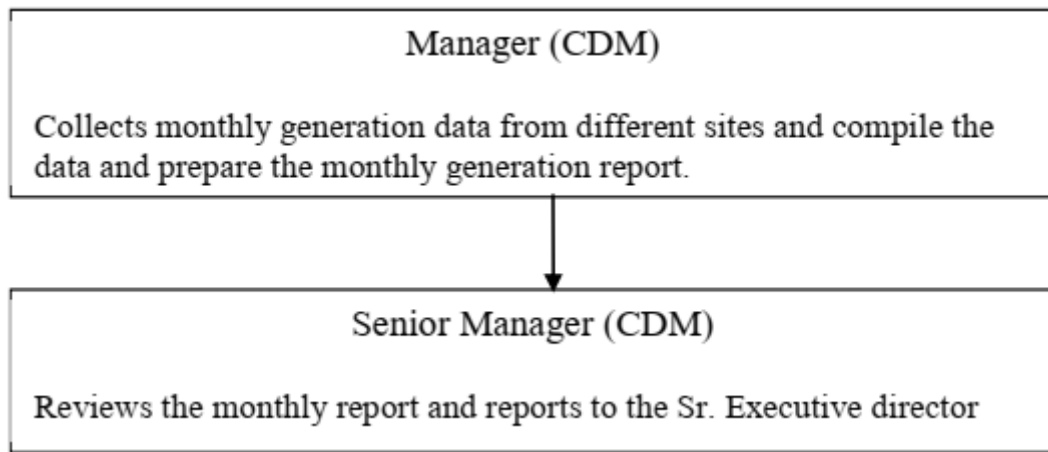 Manager (CDM)
Collects monthly generation data from different sites and compile the
data and prepare the monthly generation report.
Senior Manager (CDM)
Reviews the monthly report and reports to the Sr. Executive director